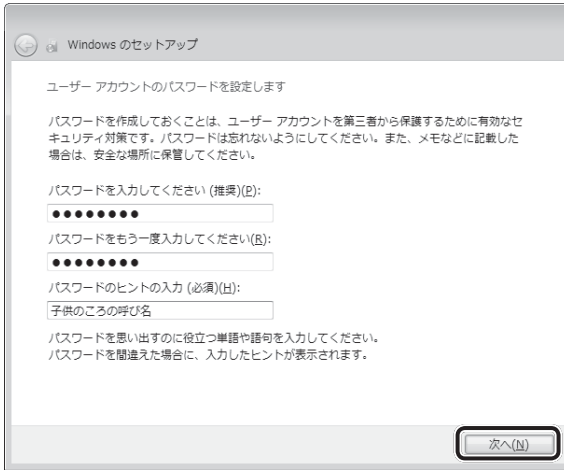 Windows のセットアップ
ユーザー アカウントのパスワードを設定します
パスワードを作成しておくことは、ユーザー アカウントを第三者から保護するために有効なセ
キュリティ対策です。パスワードは忘れないようにしてください。また、メモなどに記載した
場合は、安全な場所に保管してください。
パスワードを入力してください (推奨)(P):
●●●●●●●●
パスワードをもう一度入力してください(R):
●●●●●●●●
パスワードのヒントの入力 (必須)(H):
子供のころの呼び名
パスワードを思い出すのに役立つ単語や語句を入力してください。
パスワードを間違えた場合に、入力したヒントが表示されます。
次へ(N)